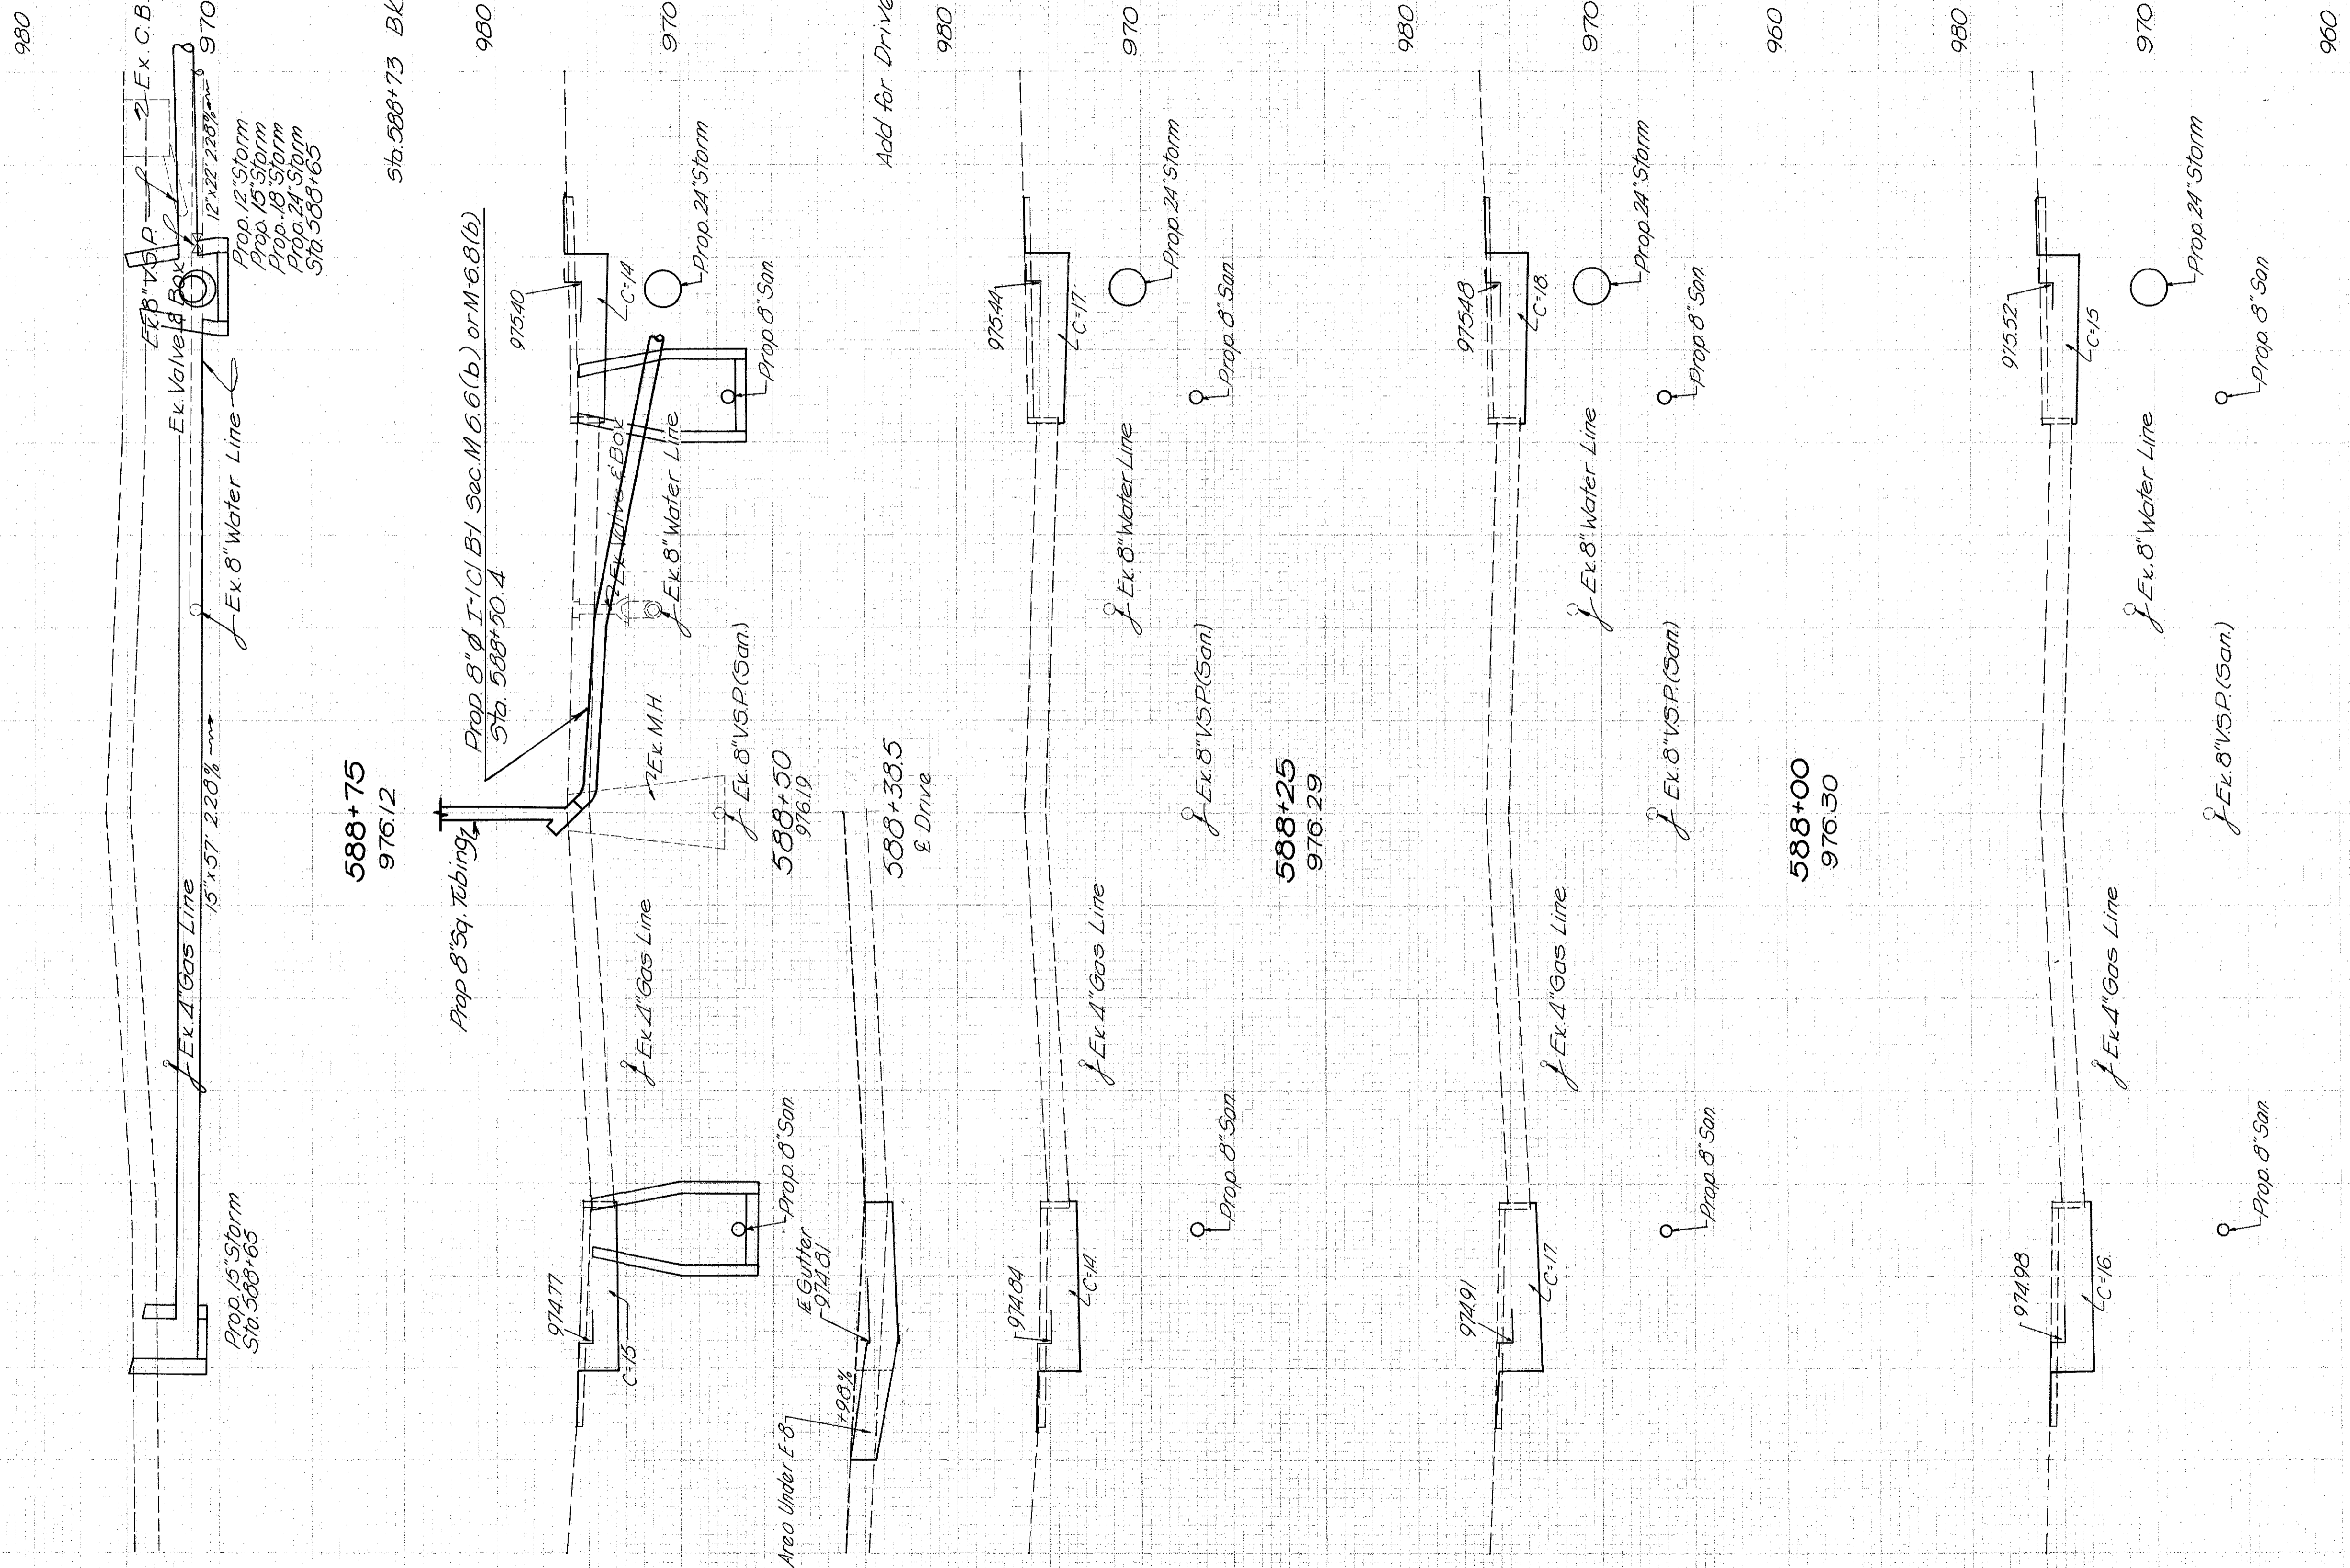 980
Ex. C.B.
970
Ex. 8" V.S.P.
Ex. Valve & Box
12"x22' 2.28%
Prop. 12" Storm
Prop. 15" Storm
Prop. 18" Storm
Prop. 24" Storm
Sta. 588+65
Ex. 8" Water Line
Ex. 4" Gas Line
15"x57' 2.28%
Prop. 15" Storm
Sta. 588+65
588+75
976.12
Sta. 588+73 BK
980
970
Prop. 8"ϕ I-1 Cl B-1 Sec. M 6.6(b) or M-6.8(b)
Sta. 588+50.4
975.40
C=14
Prop. 24" Storm
Prop. 8" San.
Ex. Valve & Box
Ex. 8" Water Line
Ex. M.H.
Ex. 8" V.S.P. (San.)
Prop 8" Sq. Tubing
Ex. 4" Gas Line
974.77
C=15
Prop. 8" San.
588+50
976.19
Add for Drive
588+38.5
℄ Drive
Gutter
974.81
+9.8%
Area Under E-8
980
970
975.44
C=17
Prop. 24" Storm
Prop. 8" San.
Ex. 8" Water Line
Ex. 8" V.S.P. (San.)
Ex. 4" Gas Line
Prop. 8" San.
974.84
C=14
588+25
976.29
980
970
960
975.48
C=18
Prop. 24" Storm
Prop 8" San.
Ex. 8" Water Line
Ex. 8" V.S.P. (San.)
Ex. 4" Gas Line
Prop. 8" San.
974.91
C=17
588+00
976.30
980
970
960
975.52
C=15
Prop. 24" Storm
Prop. 8" San
Ex. 8" Water Line
Ex. 8" V.S.P. (San.)
Ex. 4" Gas Line
Prop. 8" San.
974.98
C=16